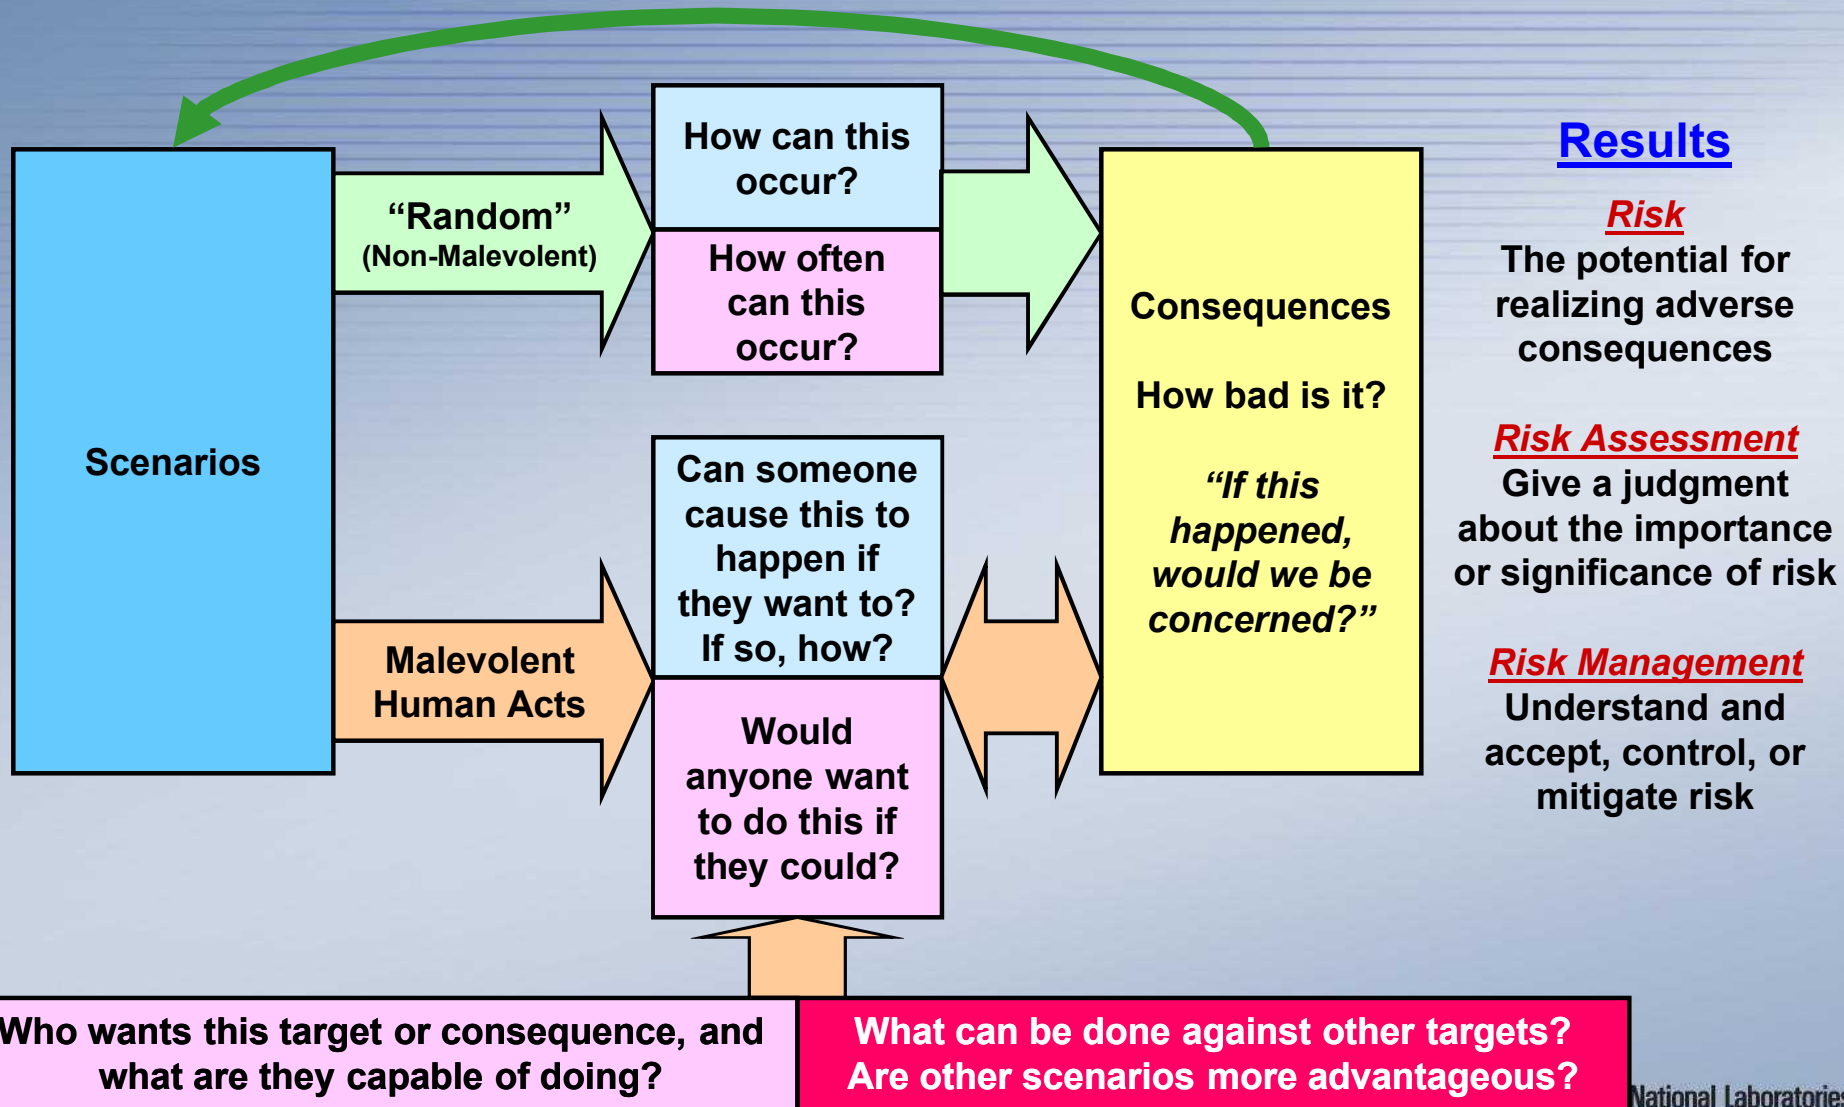 Scenarios
“Random”
(Non-Malevolent)
How can this
occur?
How often
can this
occur?
Malevolent
Human Acts
Can someone
cause this to
happen if
they want to?
If so, how?
Would
anyone want
to do this if
they could?
Consequences
How bad is it?
“If this
happened,
would we be
concerned?”
Results
Risk
The potential for
realizing adverse
consequences
Risk Assessment
Give a judgment
about the importance
or significance of risk
Risk Management
Understand and
accept, control, or
mitigate risk
Who wants this target or consequence, and
what are they capable of doing?
What can be done against other targets?
Are other scenarios more advantageous?
National Laboratories